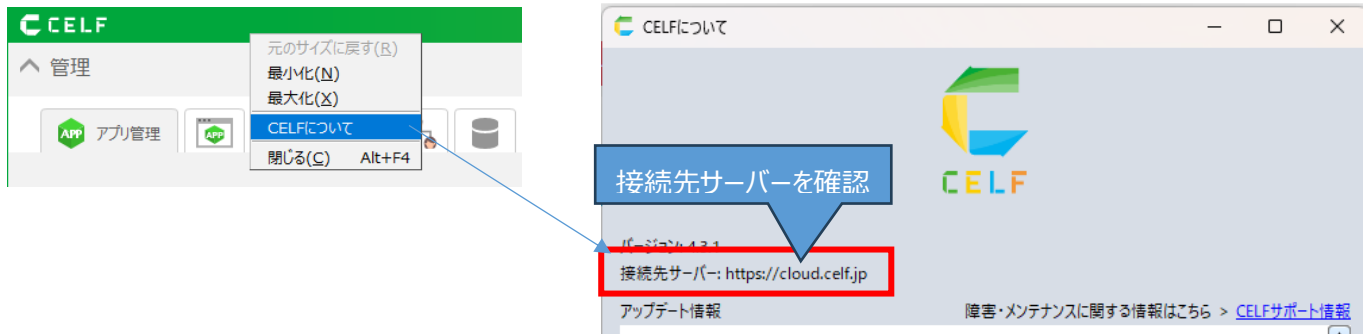 CELF
管理
アプリ管理
元のサイズに戻す(R)
最小化(N)
最大化(X)
CELFについて
閉じる(C) Alt+F4
CELFについて
CELF
接続先サーバーを確認
バージョン: 4.3.1
接続先サーバー: https://cloud.celf.jp
アップデート情報
障害・メンテナンスに関する情報はこちら > CELFサポート情報